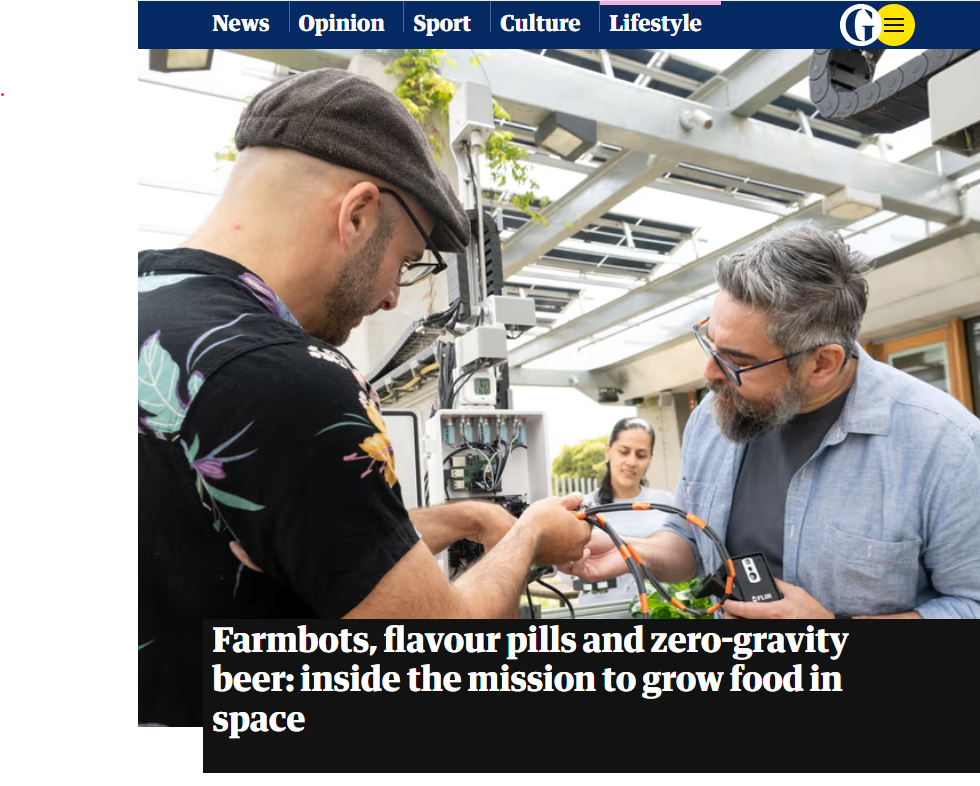 News
Opinion
Sport
Culture
Lifestyle
G
FLIR
Farmbots, flavour pills and zero-gravity
beer: inside the mission to grow food in
space